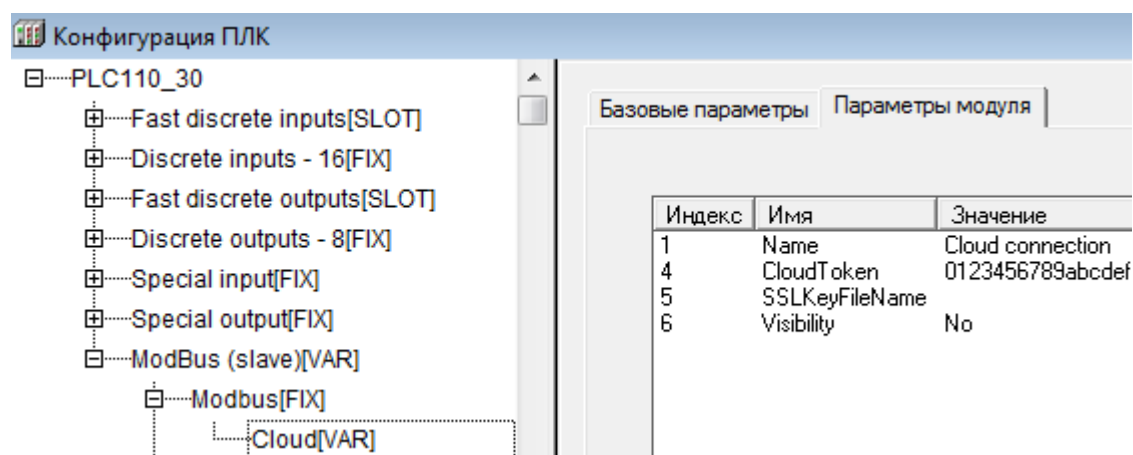 Конфигурация ПЛК
PLC110_30
Fast discrete inputs[SLOT]
Discrete inputs - 16[FIX]
Fast discrete outputs[SLOT]
Discrete outputs - 8[FIX]
Special input[FIX]
Special output[FIX]
ModBus (slave)[VAR]
Modbus[FIX]
Cloud[VAR]
Базовые параметры Параметры модуля
Индекс Имя Значение
1 Name Cloud connection
4 CloudToken 0123456789abcdef
5 SSLKeyFileName
6 Visibility No